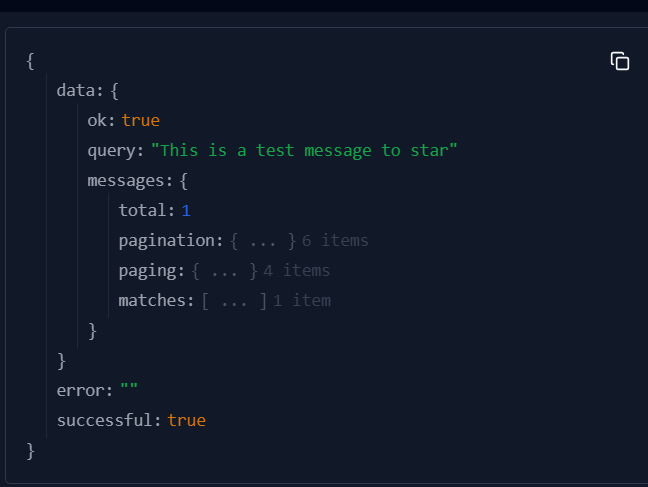 {
data: {
ok: true
query: "This is a test message to star"
messages: {
total: 1
pagination: { ... } 6 items
paging: { ... } 4 items
matches: [ ... ] 1 item
}
}
error: ""
successful: true
}